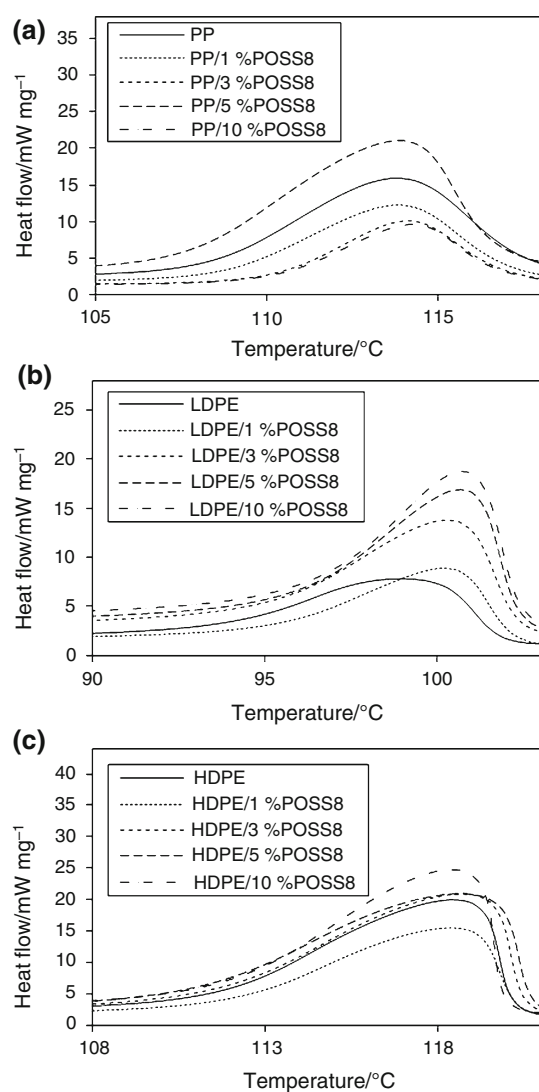 (a)
35
30
25
20
15
10
5
0
PP
PP/1 %POSS8
PP/3 %POSS8
PP/5 %POSS8
PP/10 %POSS8
Heat flow/mW mg⁻¹
105 110 115
Temperature/°C
(b)
25
20
15
10
5
0
LDPE
LDPE/1 %POSS8
LDPE/3 %POSS8
LDPE/5 %POSS8
LDPE/10 %POSS8
Heat flow/mW mg⁻¹
90 95 100
Temperature/°C
(c)
40
35
30
25
20
15
10
5
0
HDPE
HDPE/1 %POSS8
HDPE/3 %POSS8
HDPE/5 %POSS8
HDPE/10 %POSS8
Heat flow/mW mg⁻¹
108 113 118
Temperature/°C